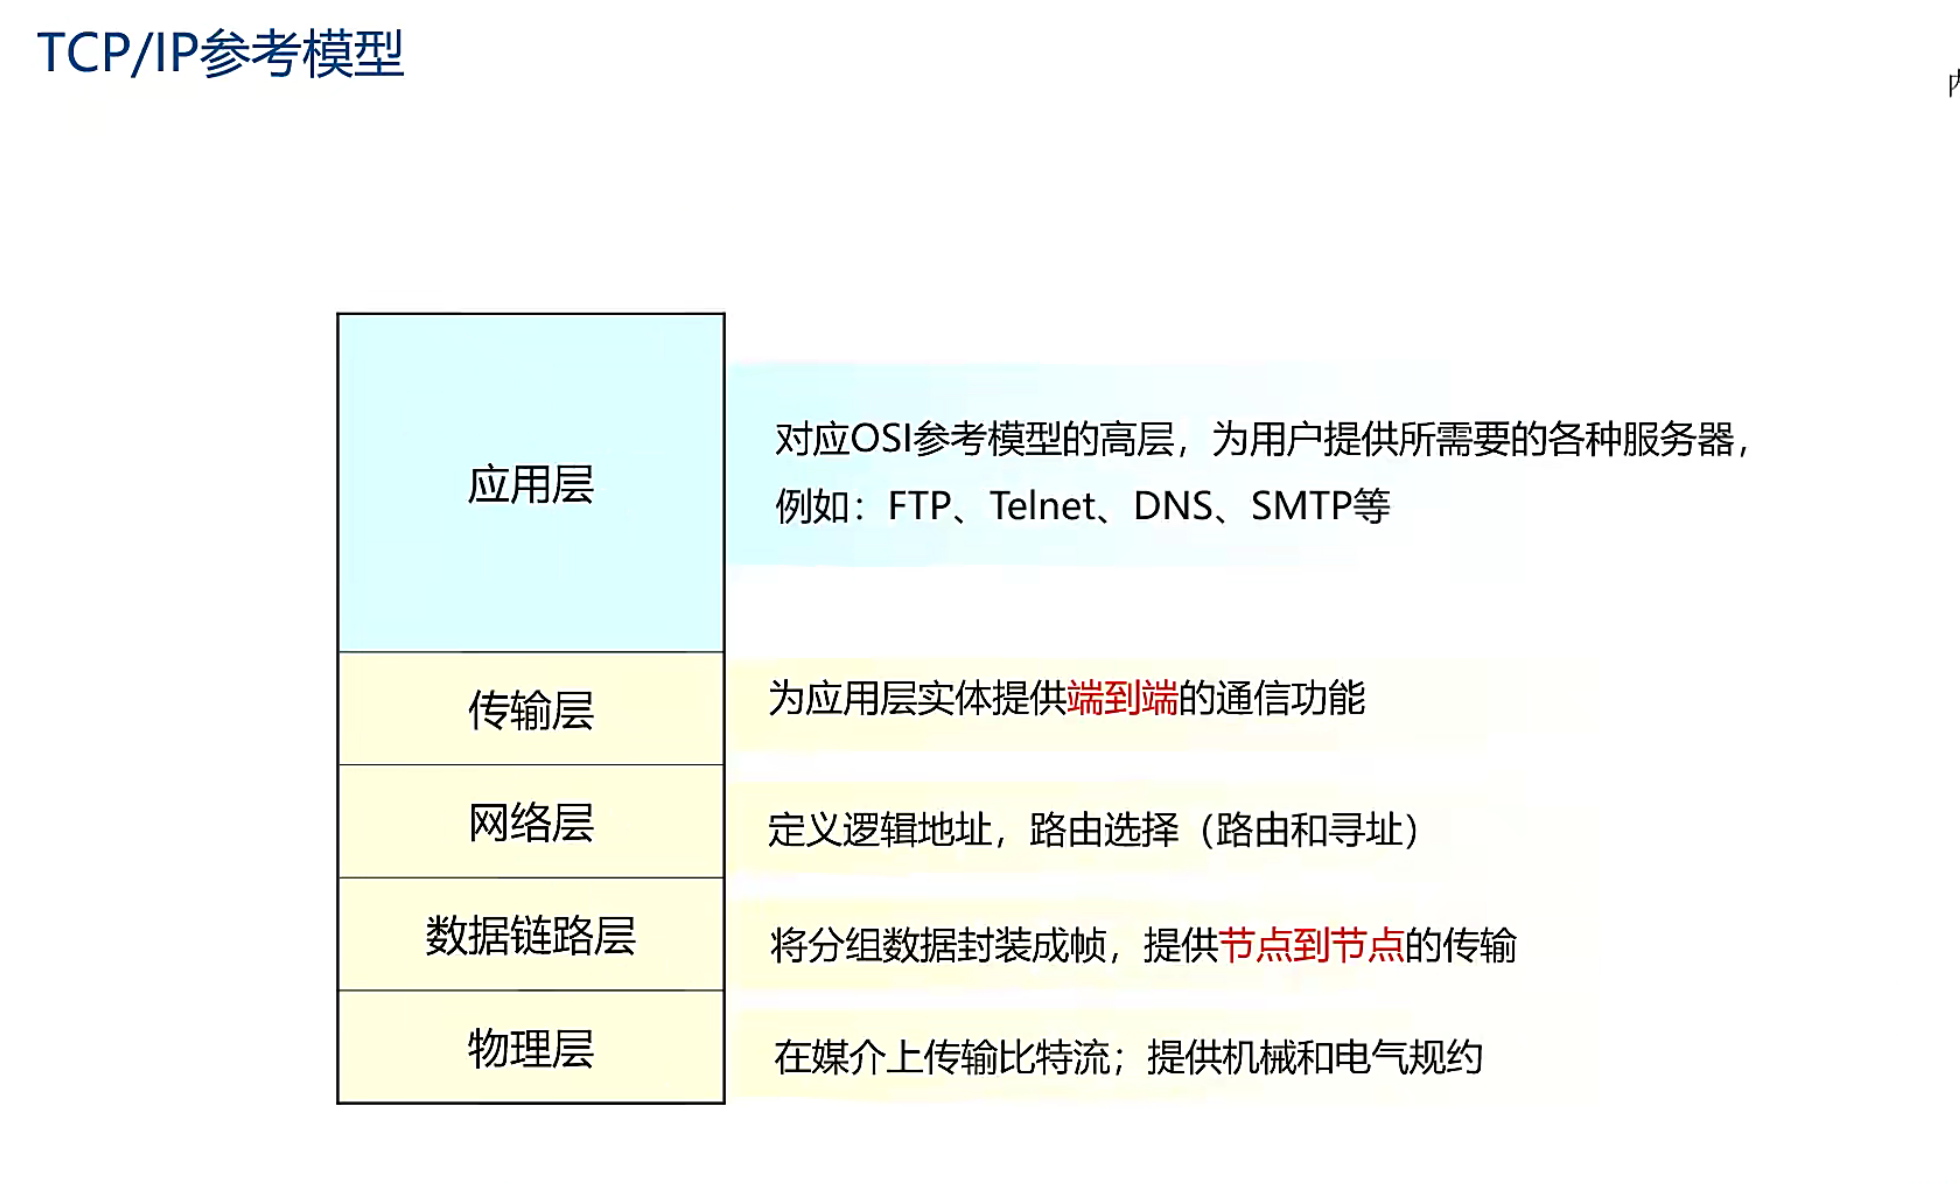 TCP/IP参考模型
应用层
对应OSI参考模型的高层，为用户提供所需要的各种服务器，
例如：FTP、Telnet、DNS、SMTP等
传输层
为应用层实体提供端到端的通信功能
网络层
定义逻辑地址，路由选择（路由和寻址）
数据链路层
将分组数据封装成帧，提供节点到节点的传输
物理层
在媒介上传输比特流；提供机械和电气规约